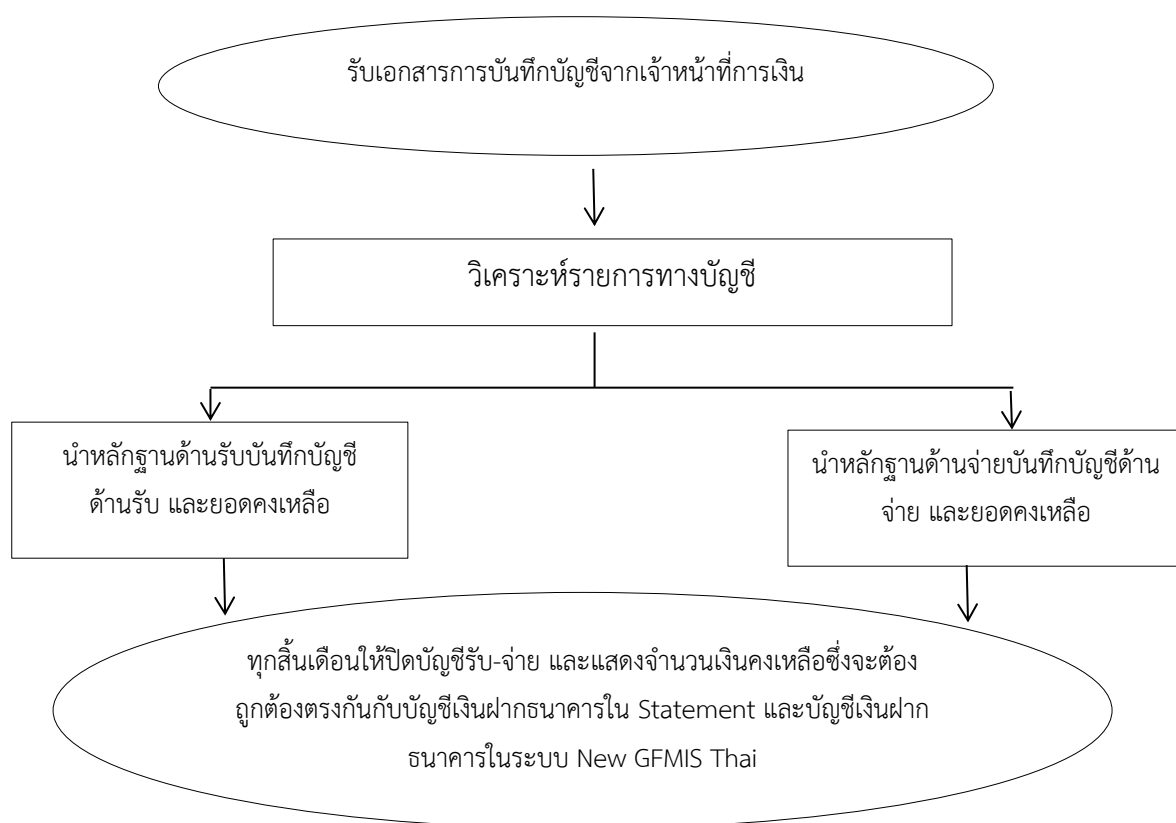 รับเอกสารการบันทึกบัญชีจากเจ้าหน้าที่การเงิน
วิเคราะห์รายการทางบัญชี
นำหลักฐานด้านรับบันทึกบัญชี
ด้านรับ และยอดคงเหลือ
นำหลักฐานด้านจ่ายบันทึกบัญชีด้าน
จ่าย และยอดคงเหลือ
ทุกสิ้นเดือนให้ปิดบัญชีรับ-จ่าย และแสดงจำนวนเงินคงเหลือซึ่งจะต้อง
ถูกต้องตรงกันกับบัญชีเงินฝากธนาคารใน Statement และบัญชีเงินฝาก
ธนาคารในระบบ New GFMIS Thai